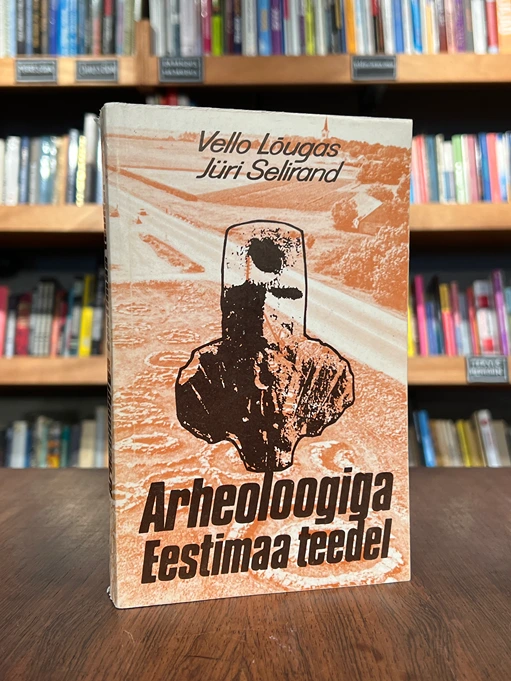 Vello Lõugas
Jüri Selirand
Arheoloogiga
Eestimaa teedel